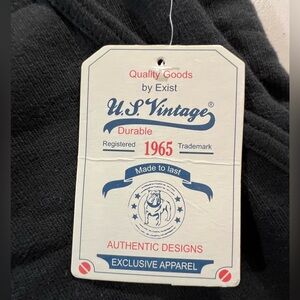 Quality Goods
by Exist
U.S. Vintage®
Durable
Registered 1965 Trademark
Made to last
AUTHENTIC DESIGNS
EXCLUSIVE APPAREL